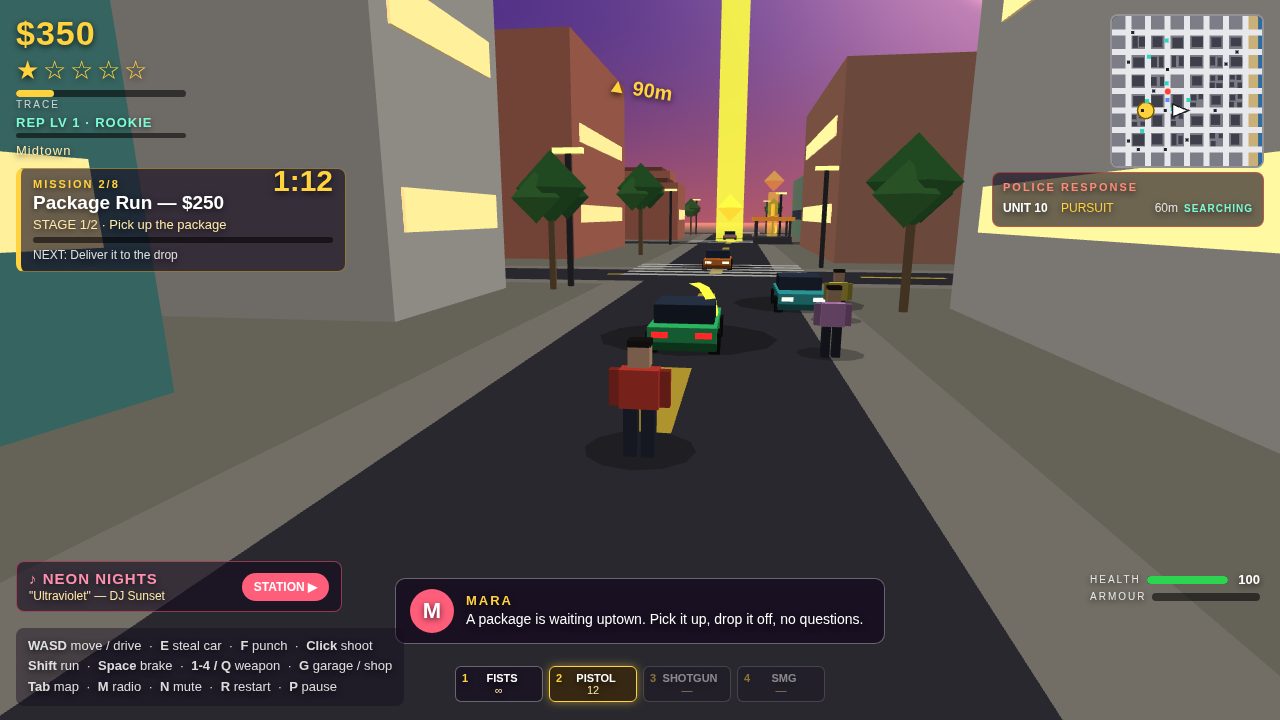 $350
★☆☆☆☆
TRACE
REP LV 1 · ROOKIE
Midtown
MISSION 2/8
1:12
Package Run — $250
STAGE 1/2 · Pick up the package
NEXT: Deliver it to the drop
▲ 90m
POLICE RESPONSE
UNIT 10 PURSUIT 60m SEARCHING
♪ NEON NIGHTS
"Ultraviolet" — DJ Sunset
STATION ▶
M
MARA
A package is waiting uptown. Pick it up, drop it off, no questions.
HEALTH 100
ARMOUR
WASD move / drive · E steal car · F punch · Click shoot
Shift run · Space brake · 1-4 / Q weapon · G garage / shop
Tab map · M radio · N mute · R restart · P pause
1 FISTS
∞
2 PISTOL
12
3 SHOTGUN
—
4 SMG
—